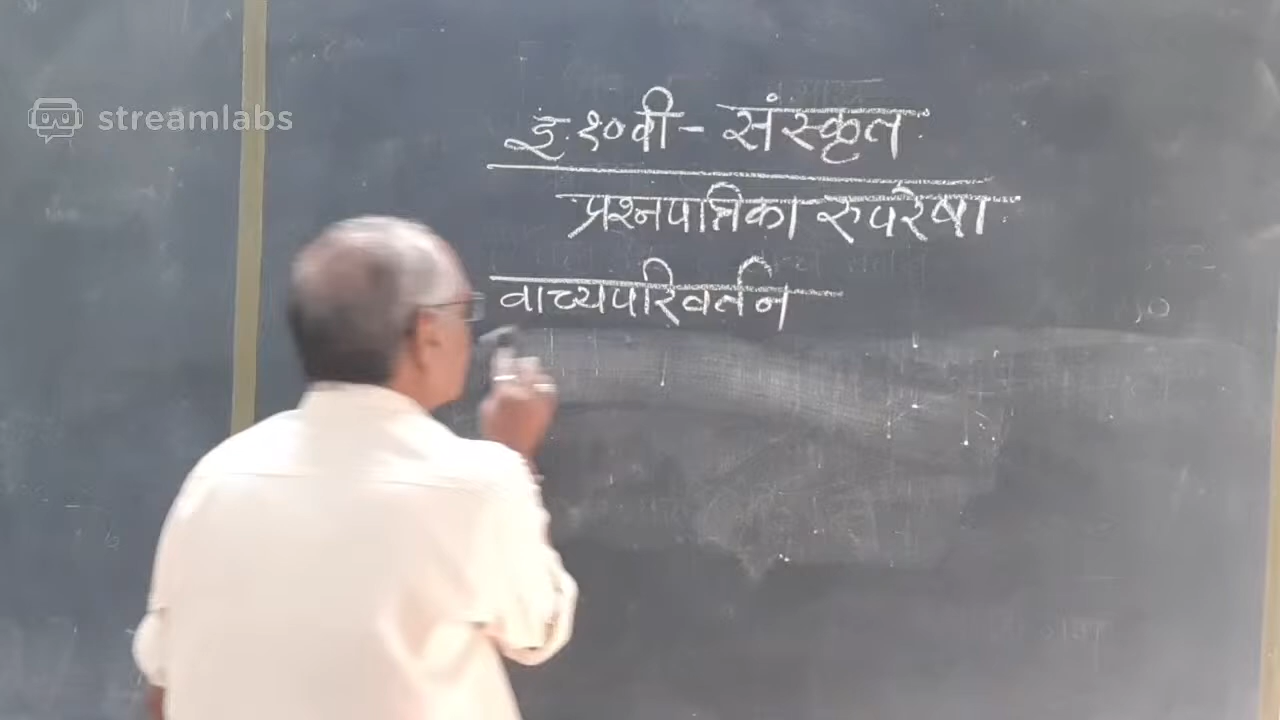 streamlabs
इ.१०वी - संस्कृत
प्रश्नपत्रिका रुपरेषा
वाच्यपरिवर्तन